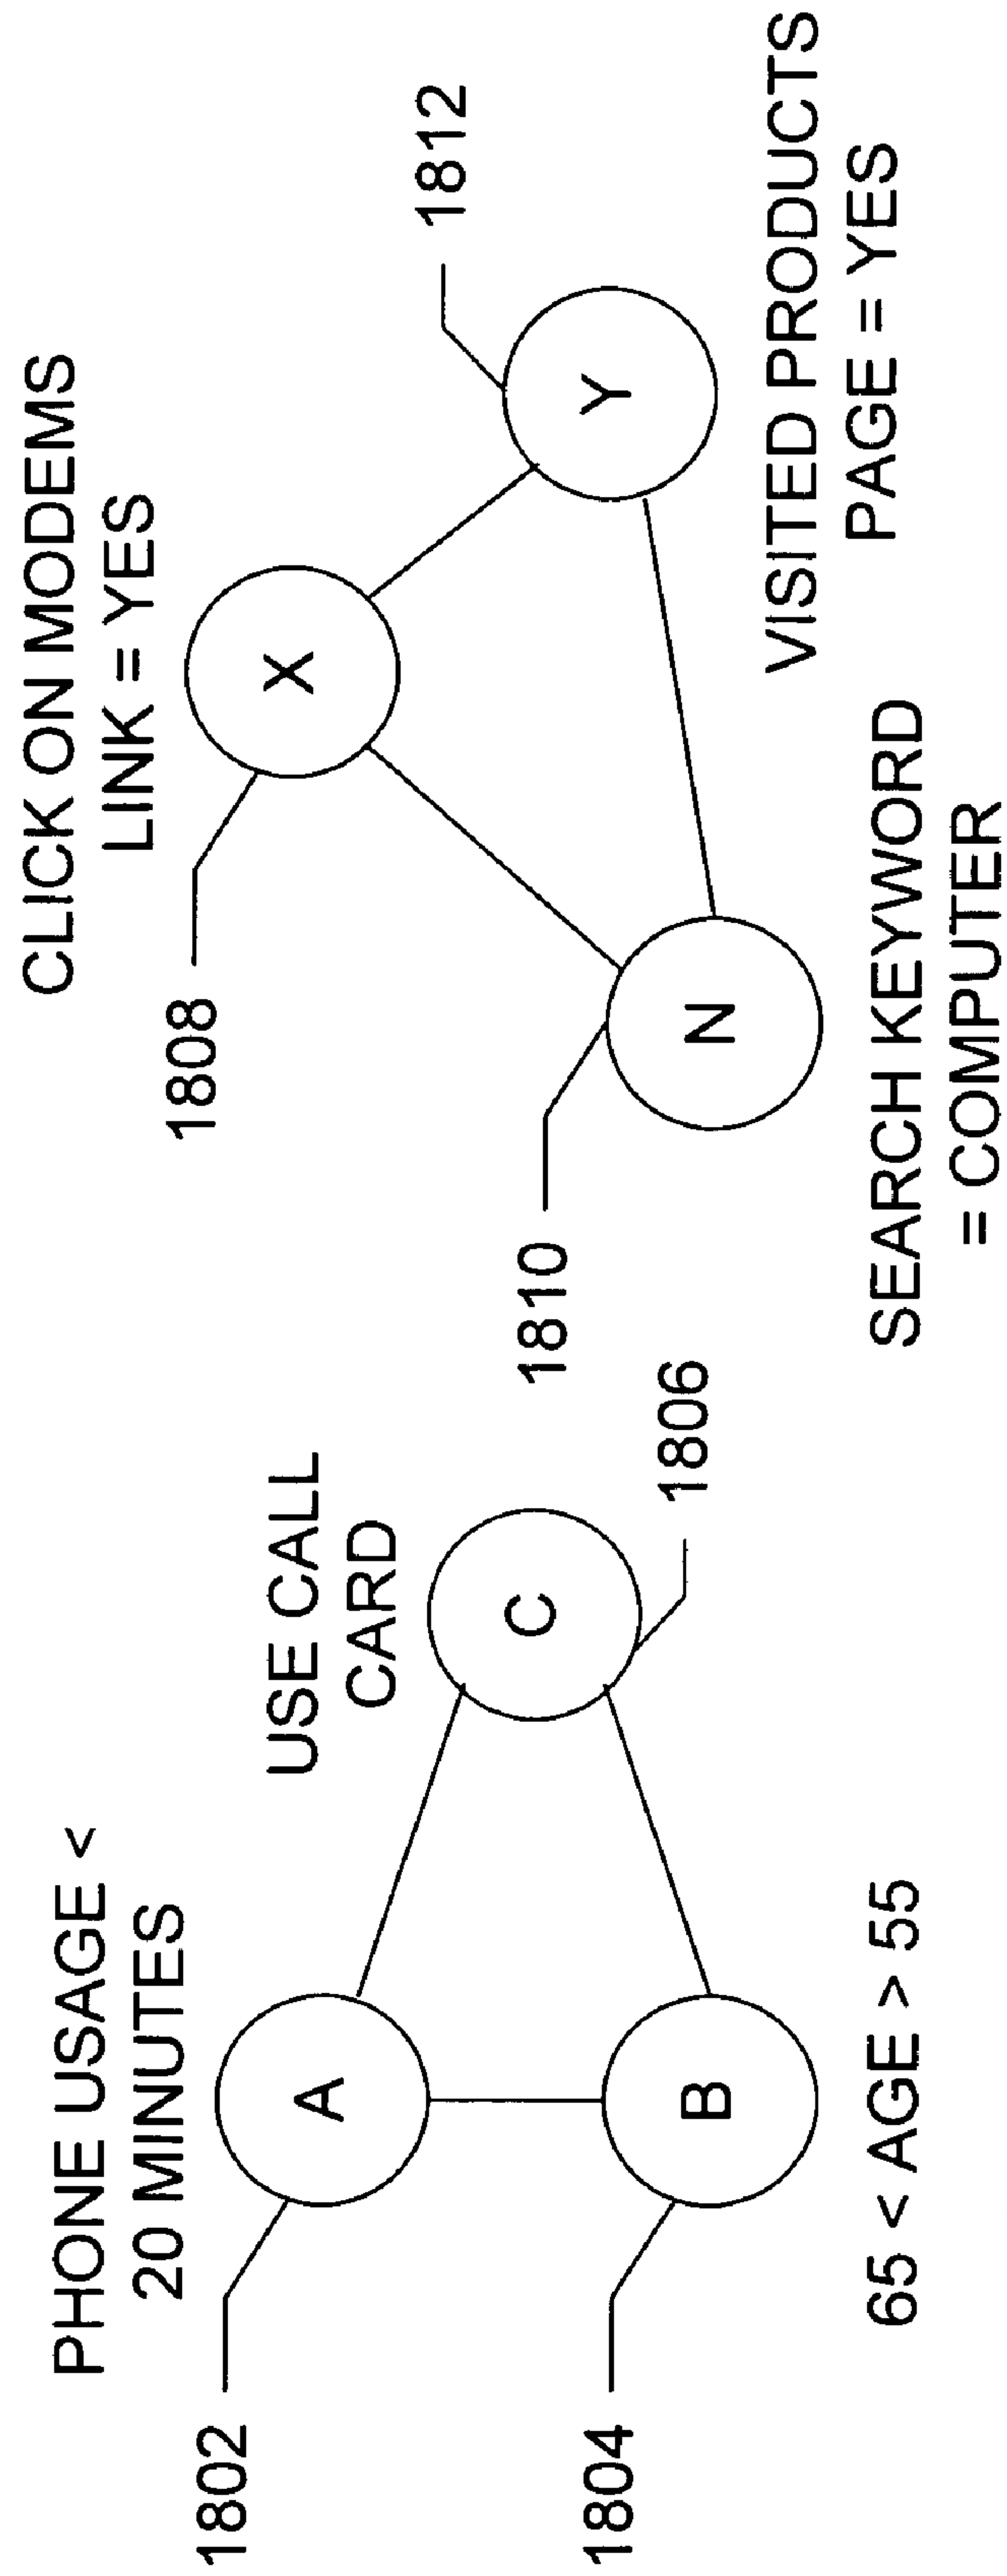 PHONE USAGE <
20 MINUTES
1802
A
USE CALL
CARD
C
1806
1804
B
65 < AGE > 55
CLICK ON MODEMS
LINK = YES
1808
X
1812
Y
1810
N
VISITED PRODUCTS
PAGE = YES
SEARCH KEYWORD
= COMPUTER